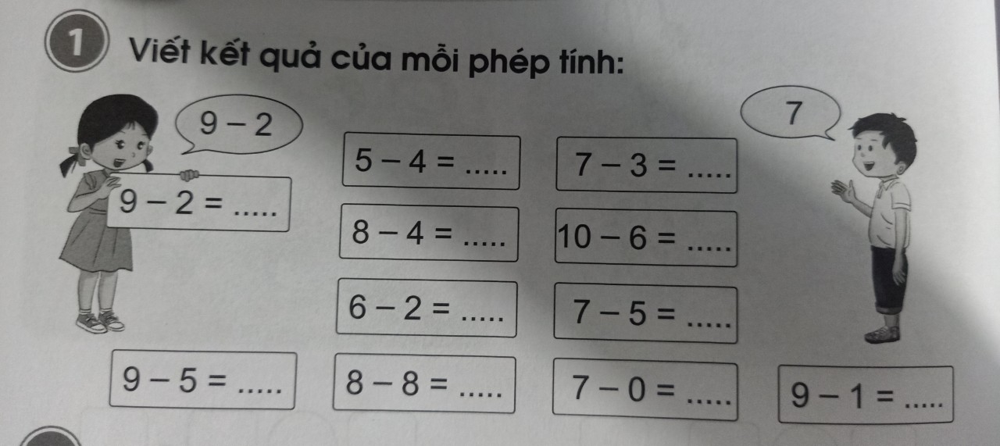 1 Viết kết quả của mỗi phép tính:
9 – 2
7
9 – 2 = .....
5 – 4 = .....
7 – 3 = .....
8 – 4 = .....
10 – 6 = .....
6 – 2 = .....
7 – 5 = .....
9 – 5 = .....
8 – 8 = .....
7 – 0 = .....
9 – 1 = .....